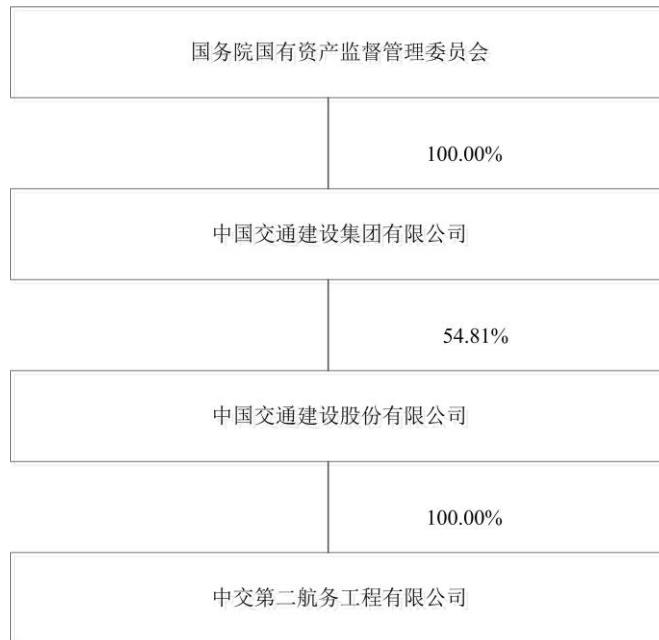 国务院国有资产监督管理委员会
100.00%
中国交通建设集团有限公司
54.81%
中国交通建设股份有限公司
100.00%
中交第二航务工程有限公司